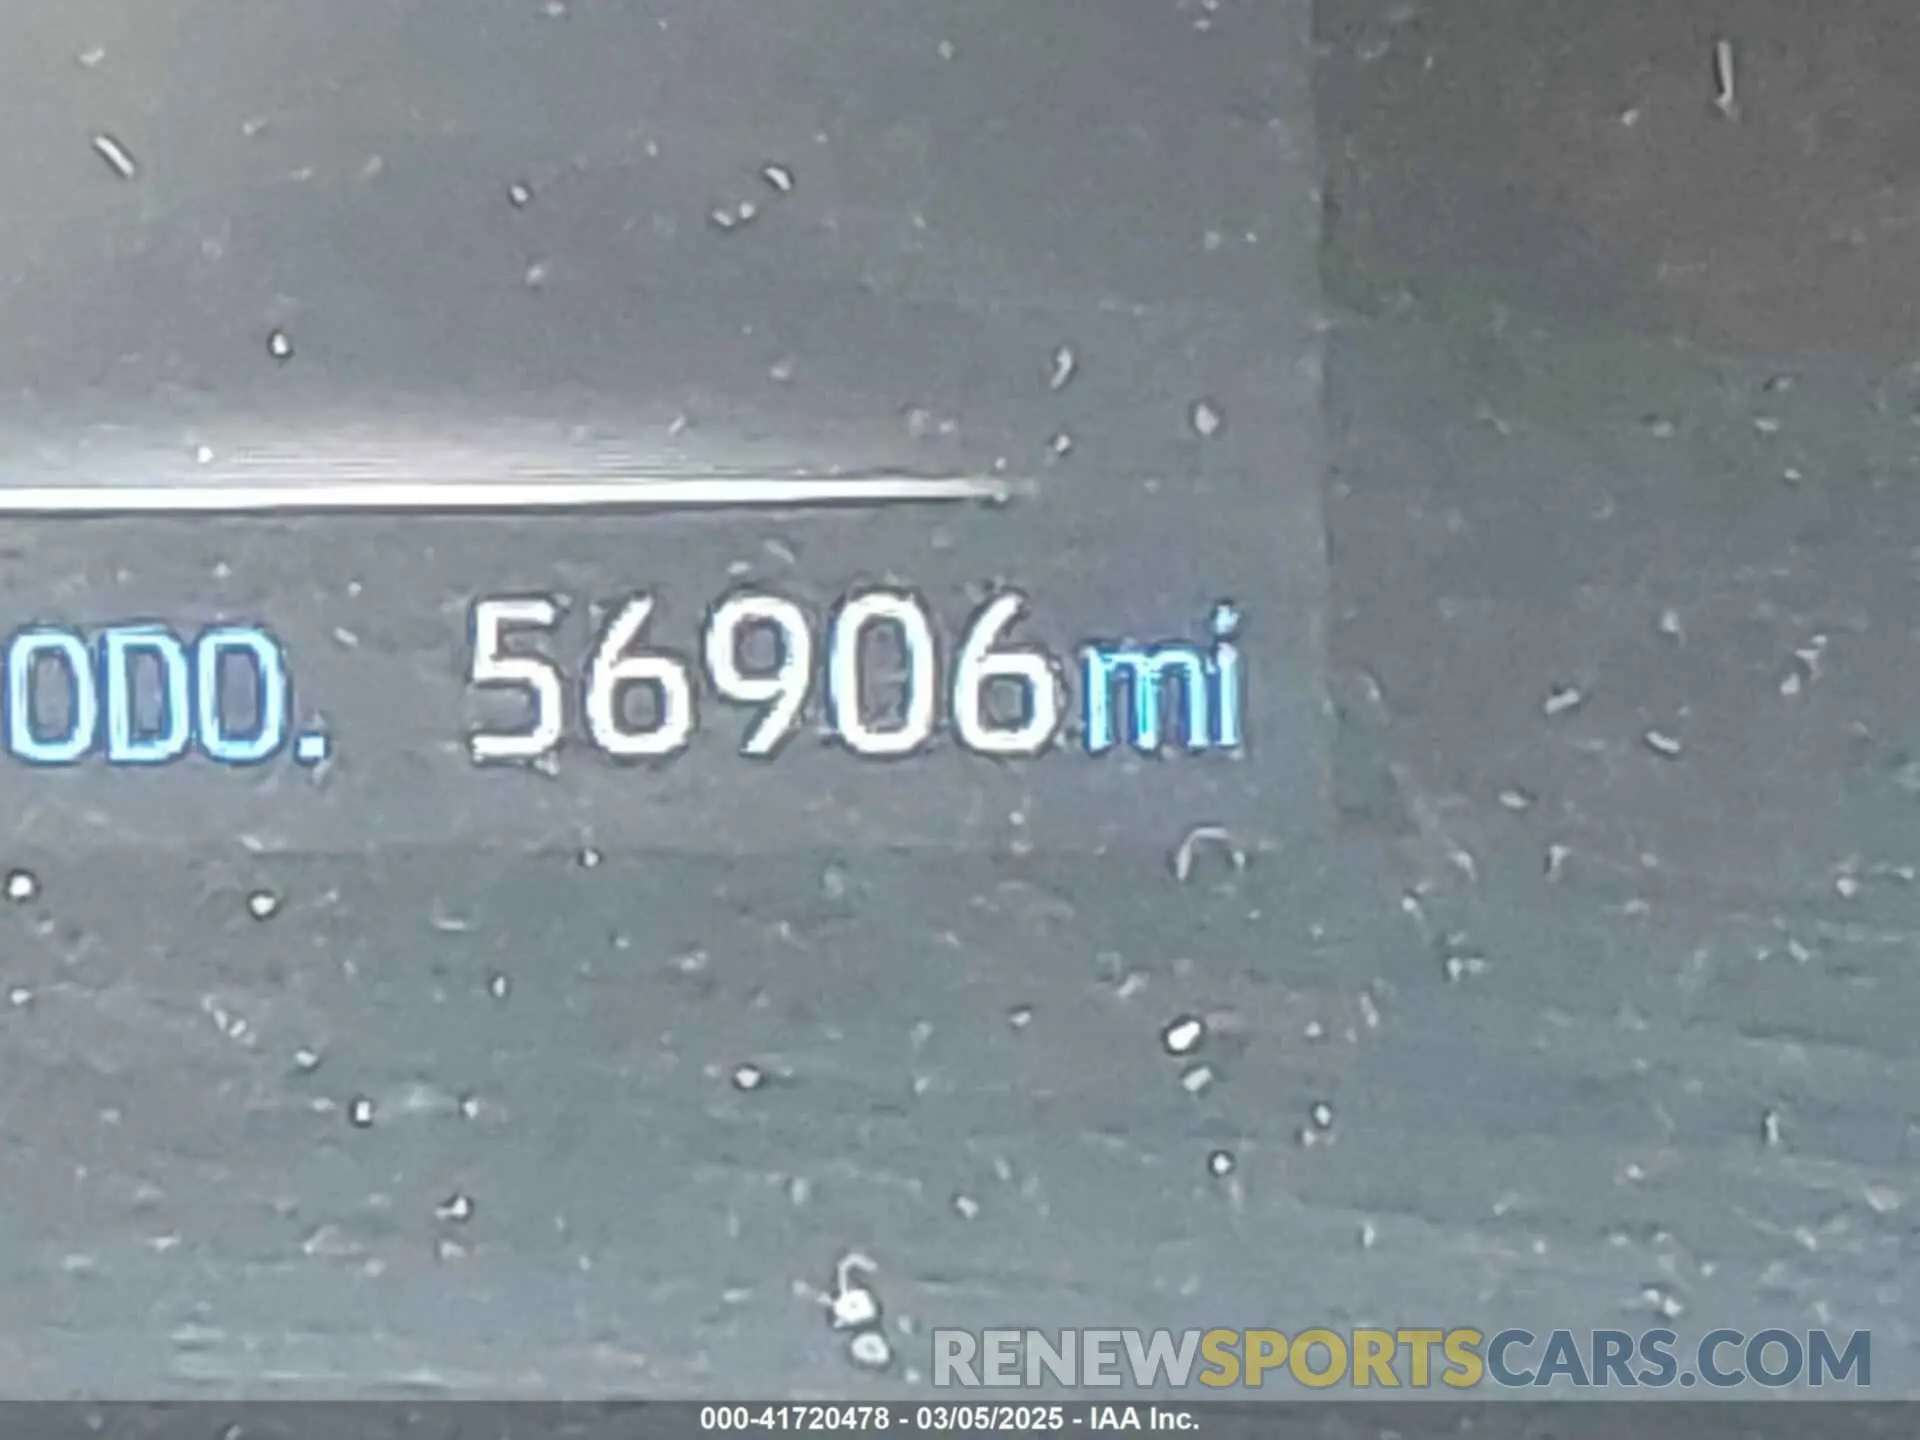 ODO. 56906mi
RENEWSPORTSCARS.COM
000-41720478 - 03/05/2025 - IAA Inc.